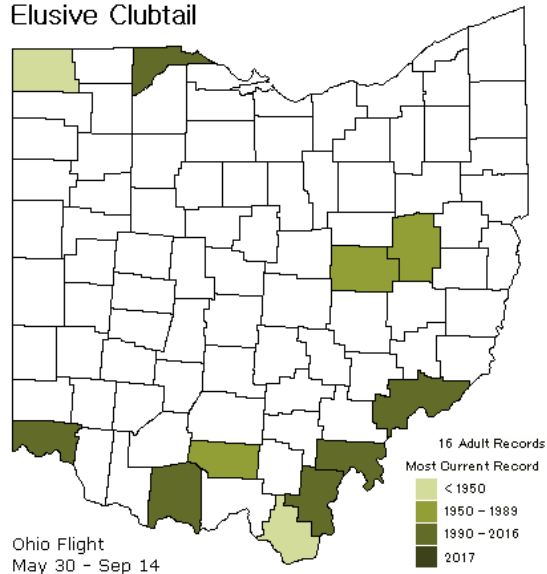 Elusive Clubtail
16 Adult Records
Most Current Record
< 1950
1950 - 1989
1990 - 2016
2017
Ohio Flight
May 30 - Sep 14